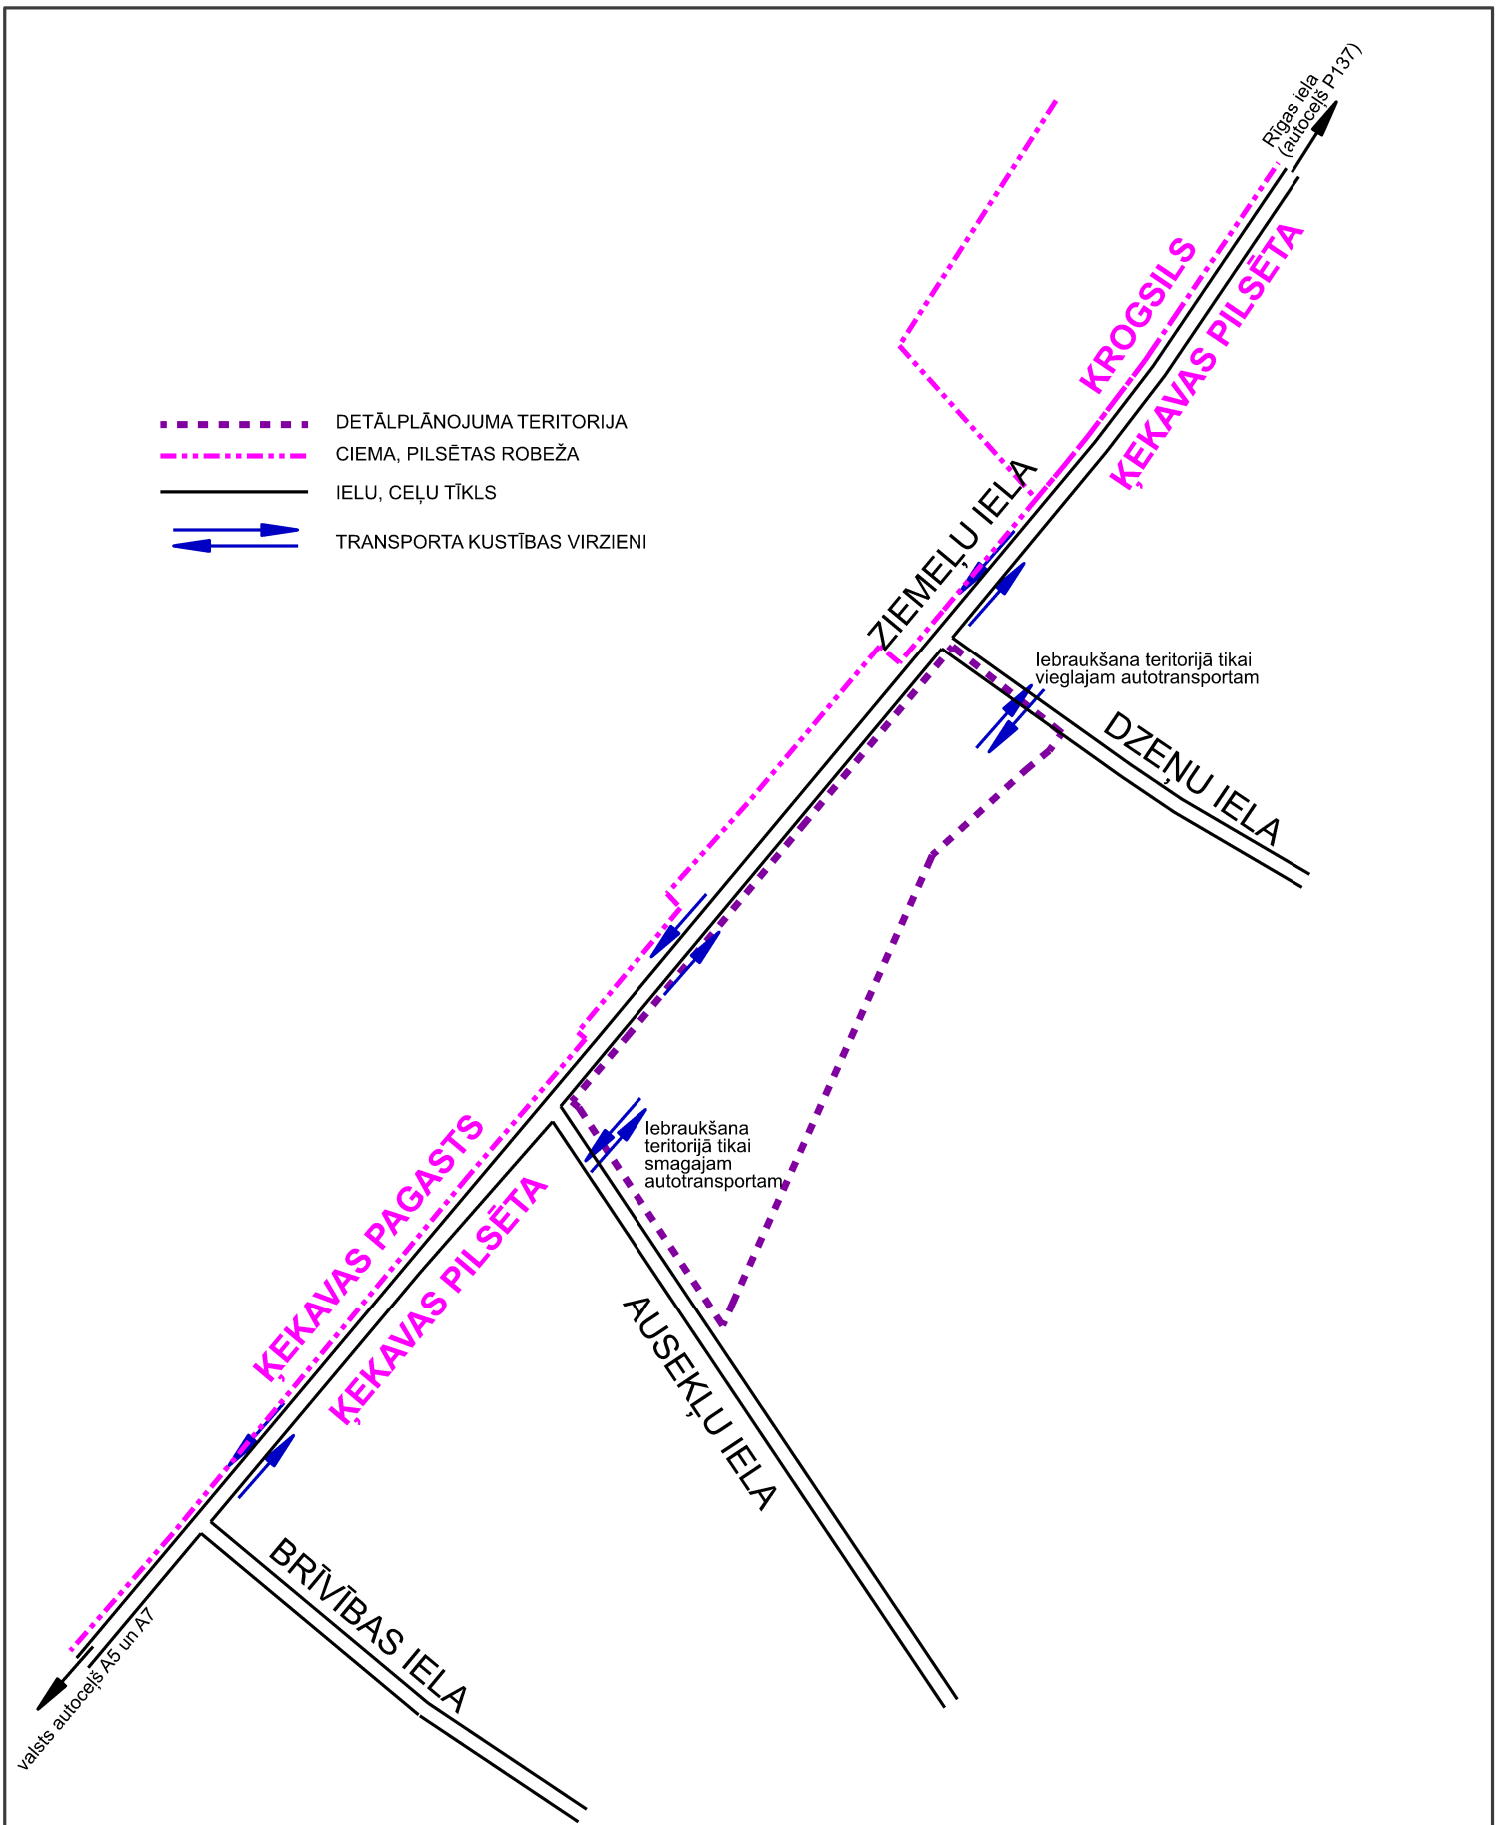 Rīgas iela
(autoceļš P137)
KROGSILS
ĶEKAVAS PILSĒTA
DETĀLPLĀNOJUMA TERITORIJA
CIEMA, PILSĒTAS ROBEŽA
IELU, CEĻU TĪKLS
TRANSPORTA KUSTĪBAS VIRZIENI
ZIEMEĻU IELA
Iebraukšana teritorijā tikai
vieglajam autotransportam
DZEŅU IELA
Iebraukšana
teritorijā tikai
smagajam
autotransportam
ĶEKAVAS PAGASTS
ĶEKAVAS PILSĒTA
AUSEKĻU IELA
BRĪVĪBAS IELA
valsts autoceļš A5 un A7